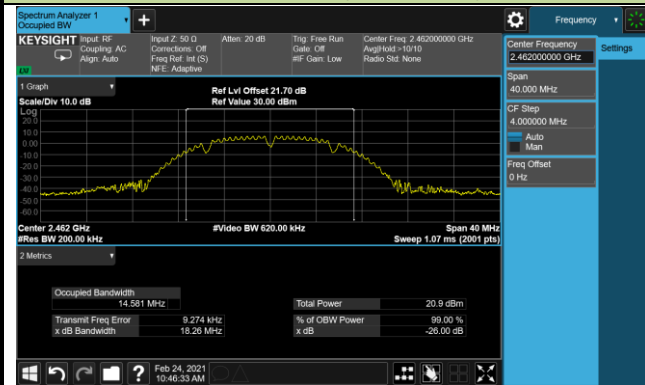 Spectrum Analyzer 1
Occupied BW
Frequency
KEYSIGHT
Input: RF
Coupling: AC
Align: Auto
Input Z: 50 Ω
Corrections: Off
Freq Ref: Int (S)
NFE: Adaptive
Atten: 20 dB
Trig: Free Run
Gate: Off
#IF Gain: Low
Center Freq: 2.462000000 GHz
Avg|Hold:>10/10
Radio Std: None
Center Frequency
2.462000000 GHz
Settings
Span
40.000 MHz
CF Step
4.000000 MHz
Auto
Man
Freq Offset
0 Hz
1 Graph
Scale/Div 10.0 dB
Ref Lvl Offset 21.70 dB
Ref Value 30.00 dBm
Log
20.0
10.0
0.00
-10.0
-20.0
-30.0
-40.0
-50.0
-60.0
Center 2.462 GHz
#Res BW 200.00 kHz
#Video BW 620.00 kHz
Span 40 MHz
Sweep 1.07 ms (2001 pts)
2 Metrics
Occupied Bandwidth
14.581 MHz
Total Power 20.9 dBm
Transmit Freq Error 9.274 kHz
% of OBW Power 99.00 %
x dB Bandwidth 18.26 MHz
x dB -26.00 dB
?
Feb 24, 2021
10:46:33 AM